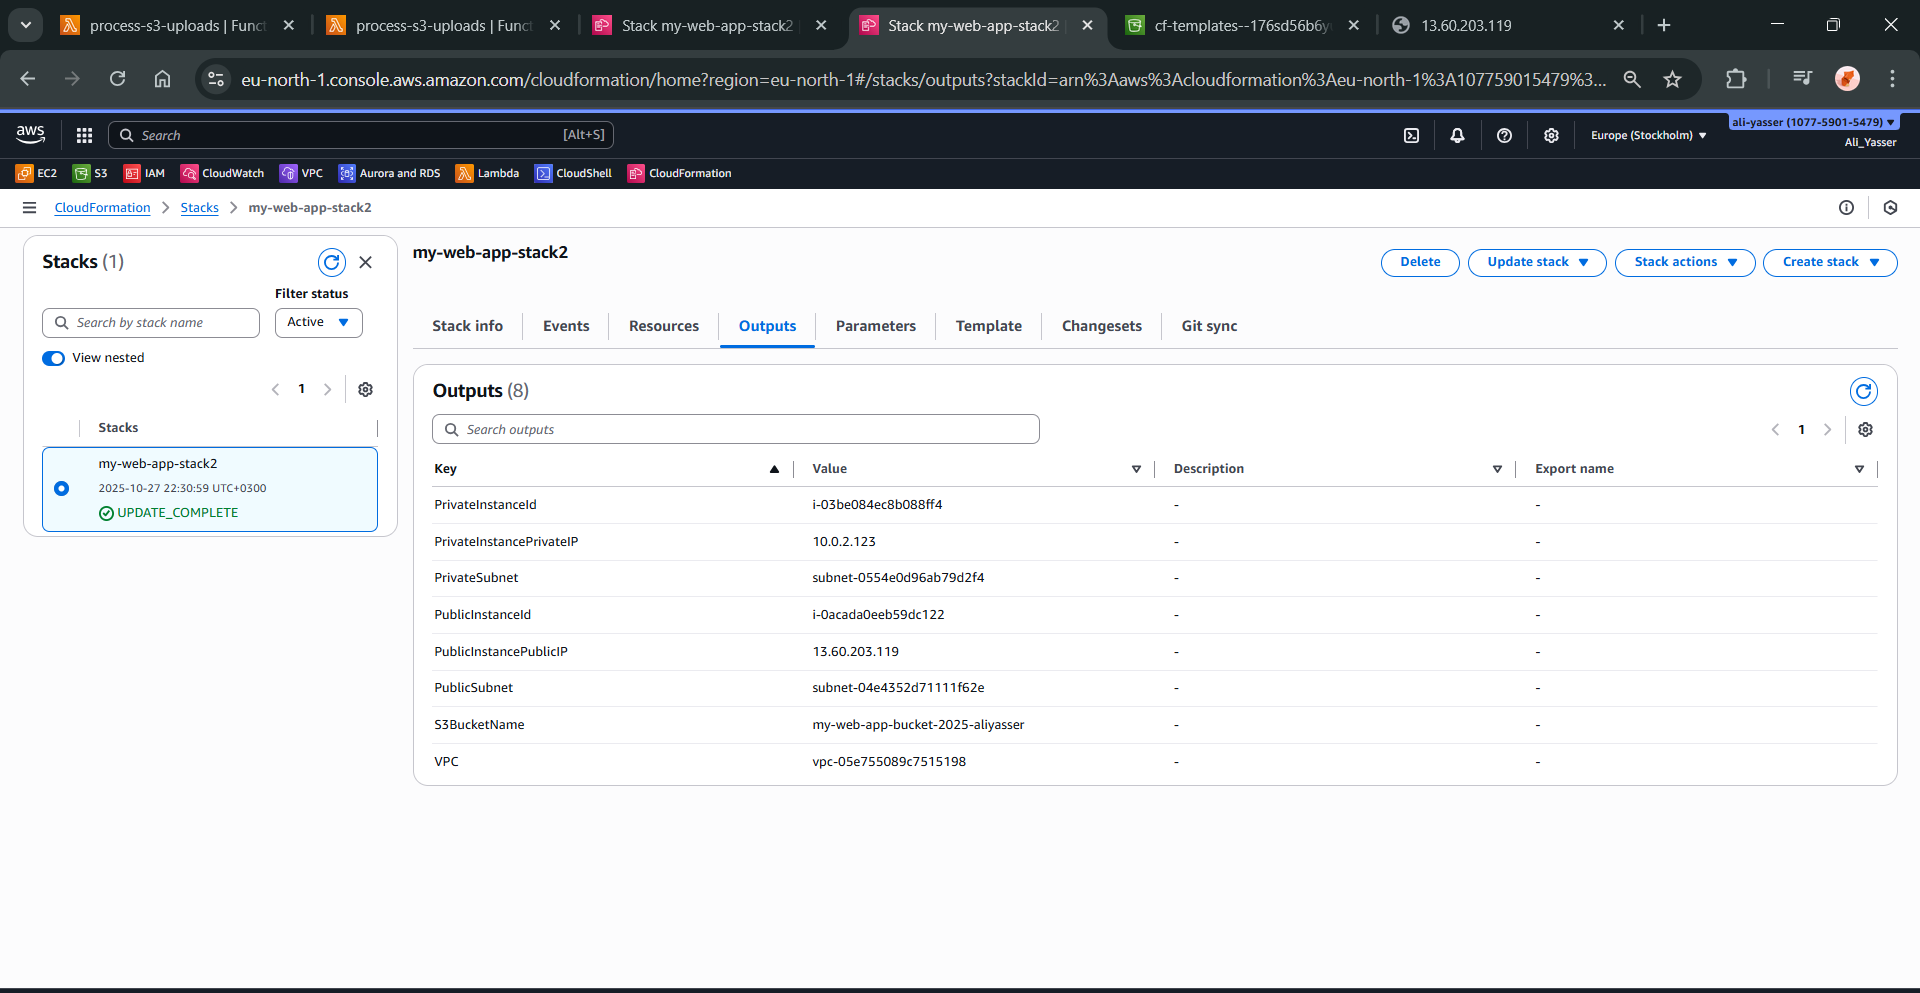 process-s3-uploads | Funct
process-s3-uploads | Funct
Stack my-web-app-stack2
Stack my-web-app-stack2
cf-templates--176sd56b6y
13.60.203.119
eu-north-1.console.aws.amazon.com/cloudformation/home?region=eu-north-1#/stacks/outputs?stackId=arn%3Aaws%3Acloudformation%3Aeu-north-1%3A107759015479%3...
aws
Search
[Alt+S]
Europe (Stockholm)
ali-yasser (1077-5901-5479)
Ali_Yasser
EC2
S3
IAM
CloudWatch
VPC
Aurora and RDS
Lambda
CloudShell
CloudFormation
CloudFormation
Stacks
my-web-app-stack2
Stacks (1)
Filter status
Search by stack name
Active
View nested
1
Stacks
my-web-app-stack2
2025-10-27 22:30:59 UTC+0300
UPDATE_COMPLETE
my-web-app-stack2
Delete
Update stack
Stack actions
Create stack
Stack info
Events
Resources
Outputs
Parameters
Template
Changesets
Git sync
Outputs (8)
Search outputs
1
Key Value Description Export name
PrivateInstanceId i-03be084ec8b088ff4 - -
PrivateInstancePrivateIP 10.0.2.123 - -
PrivateSubnet subnet-0554e0d96ab79d2f4 - -
PublicInstanceId i-0acada0eeb59dc122 - -
PublicInstancePublicIP 13.60.203.119 - -
PublicSubnet subnet-04e4352d71111f62e - -
S3BucketName my-web-app-bucket-2025-aliyasser - -
VPC vpc-05e755089c7515198 - -